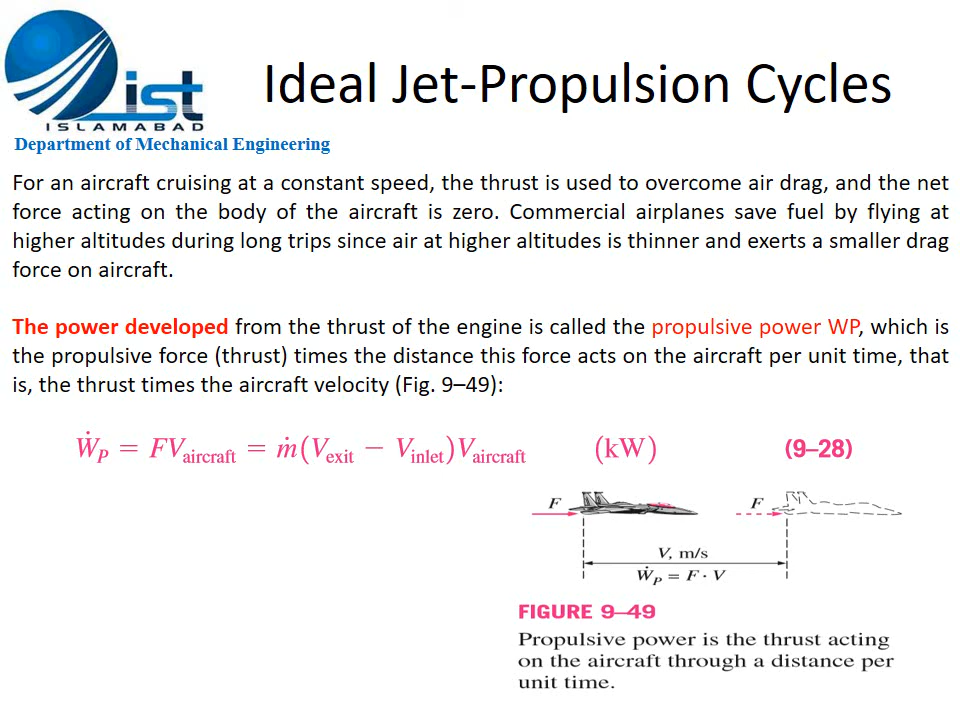 ist
ISLAMABAD
Ideal Jet-Propulsion Cycles
Department of Mechanical Engineering
For an aircraft cruising at a constant speed, the thrust is used to overcome air drag, and the net
force acting on the body of the aircraft is zero. Commercial airplanes save fuel by flying at
higher altitudes during long trips since air at higher altitudes is thinner and exerts a smaller drag
force on aircraft.
The power developed from the thrust of the engine is called the propulsive power WP, which is
the propulsive force (thrust) times the distance this force acts on the aircraft per unit time, that
is, the thrust times the aircraft velocity (Fig. 9–49):
Ẇ_P = FV_aircraft = ṁ(V_exit − V_inlet)V_aircraft (kW) (9–28)
F F
V, m/s
Ẇ_P = F · V
FIGURE 9–49
Propulsive power is the thrust acting
on the aircraft through a distance per
unit time.